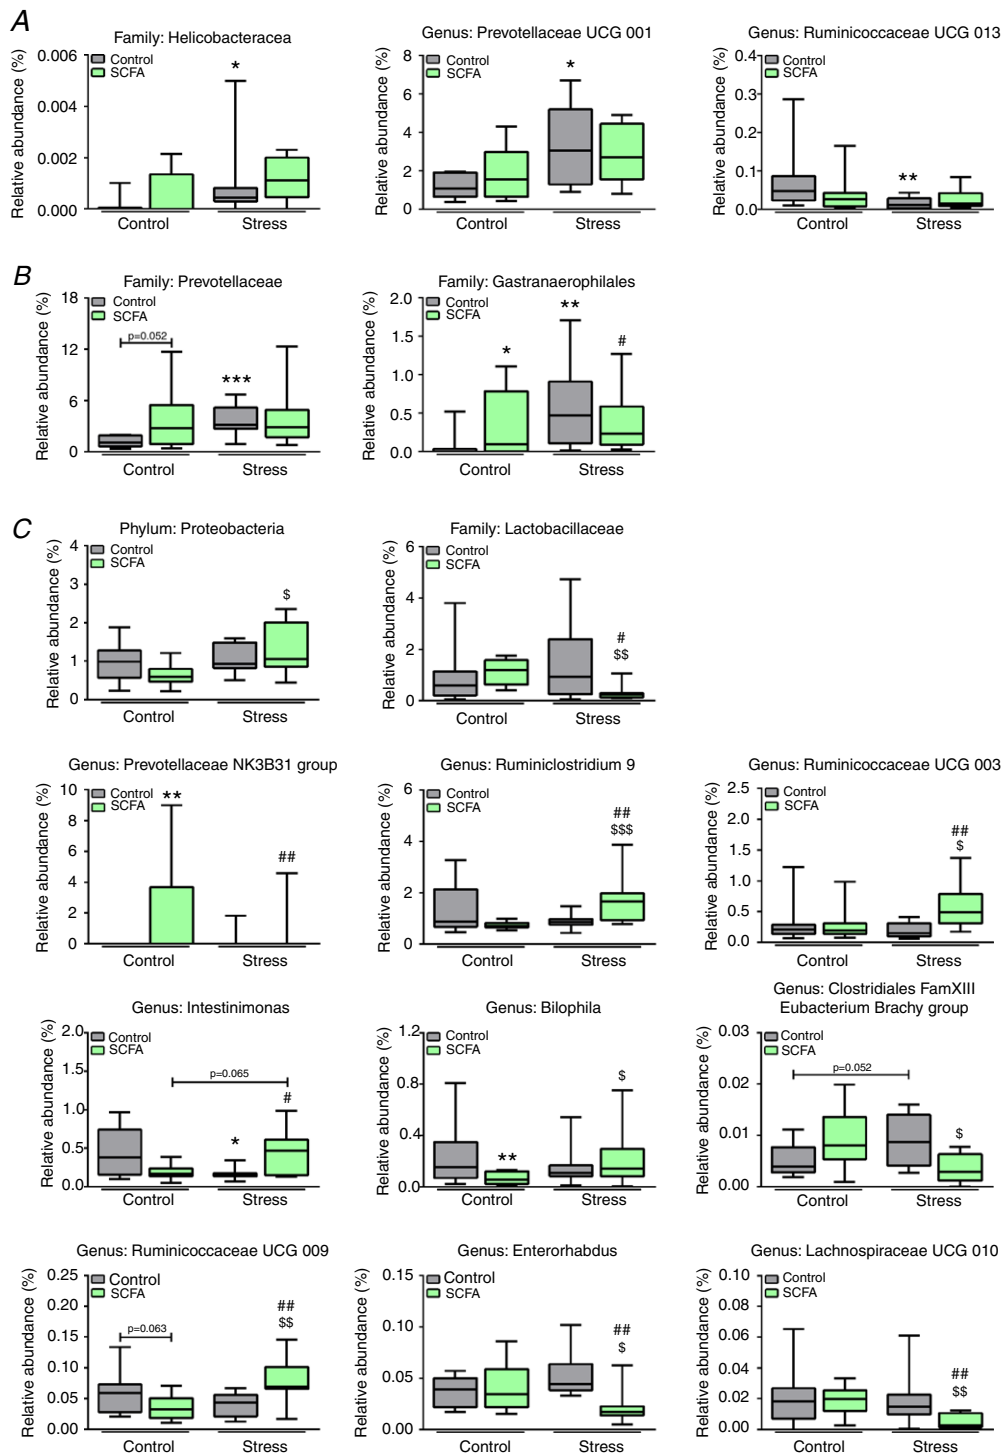 A
Family: Helicobacteracea
Relative abundance (%)
0.006
0.004
0.002
0.000
Control
SCFA
*
Control
Stress
Genus: Prevotellaceae UCG 001
Relative abundance (%)
8
6
4
2
0
Control
SCFA
*
Control
Stress
Genus: Ruminicoccaceae UCG 013
Relative abundance (%)
0.4
0.3
0.2
0.1
0.0
Control
SCFA
**
Control
Stress
B
Family: Prevotellaceae
Relative abundance (%)
18
12
6
0
Control
SCFA
p=0.052
***
Control
Stress
Family: Gastranaerophilales
Relative abundance (%)
2.0
1.5
1.0
0.5
0.0
Control
SCFA
*
**
#
Control
Stress
C
Phylum: Proteobacteria
Relative abundance (%)
4
3
2
1
0
Control
SCFA
$
Control
Stress
Family: Lactobacillaceae
Relative abundance (%)
6
4
2
0
Control
SCFA
#
$$
Control
Stress
Genus: Prevotellaceae NK3B31 group
Relative abundance (%)
10
8
6
4
2
0
Control
SCFA
**
##
Control
Stress
Genus: Ruminiclostridium 9
Relative abundance (%)
6
4
2
0
Control
SCFA
##
$$$
Control
Stress
Genus: Ruminicoccaceae UCG 003
Relative abundance (%)
2.5
2.0
1.5
1.0
0.5
0.0
Control
SCFA
##
$
Control
Stress
Genus: Intestinimonas
Relative abundance (%)
2.0
1.5
1.0
0.5
0.0
Control
SCFA
p=0.065
*
#
Control
Stress
Genus: Bilophila
Relative abundance (%)
1.2
0.8
0.4
0.0
Control
SCFA
**
$
Control
Stress
Genus: Clostridiales FamXIII
Eubacterium Brachy group
Relative abundance (%)
0.03
0.02
0.01
0.00
Control
SCFA
p=0.052
$
Control
Stress
Genus: Ruminicoccaceae UCG 009
Relative abundance (%)
0.25
0.20
0.15
0.10
0.05
0.00
Control
SCFA
p=0.063
##
$$
Control
Stress
Genus: Enterorhabdus
Relative abundance (%)
0.15
0.10
0.05
0.00
Control
SCFA
##
$
Control
Stress
Genus: Lachnospiraceae UCG 010
Relative abundance (%)
0.10
0.08
0.06
0.04
0.02
0.00
Control
SCFA
##
$$
Control
Stress